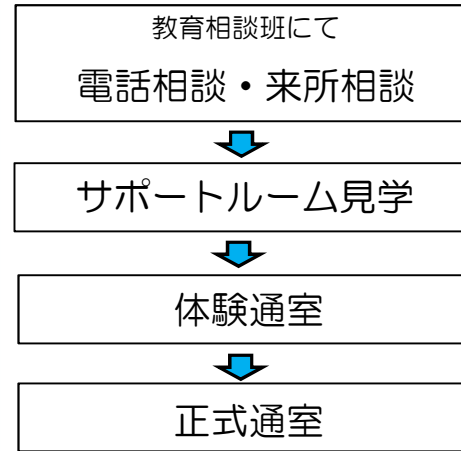 教育相談班にて
電話相談・来所相談
サポートルーム見学
体験通室
正式通室